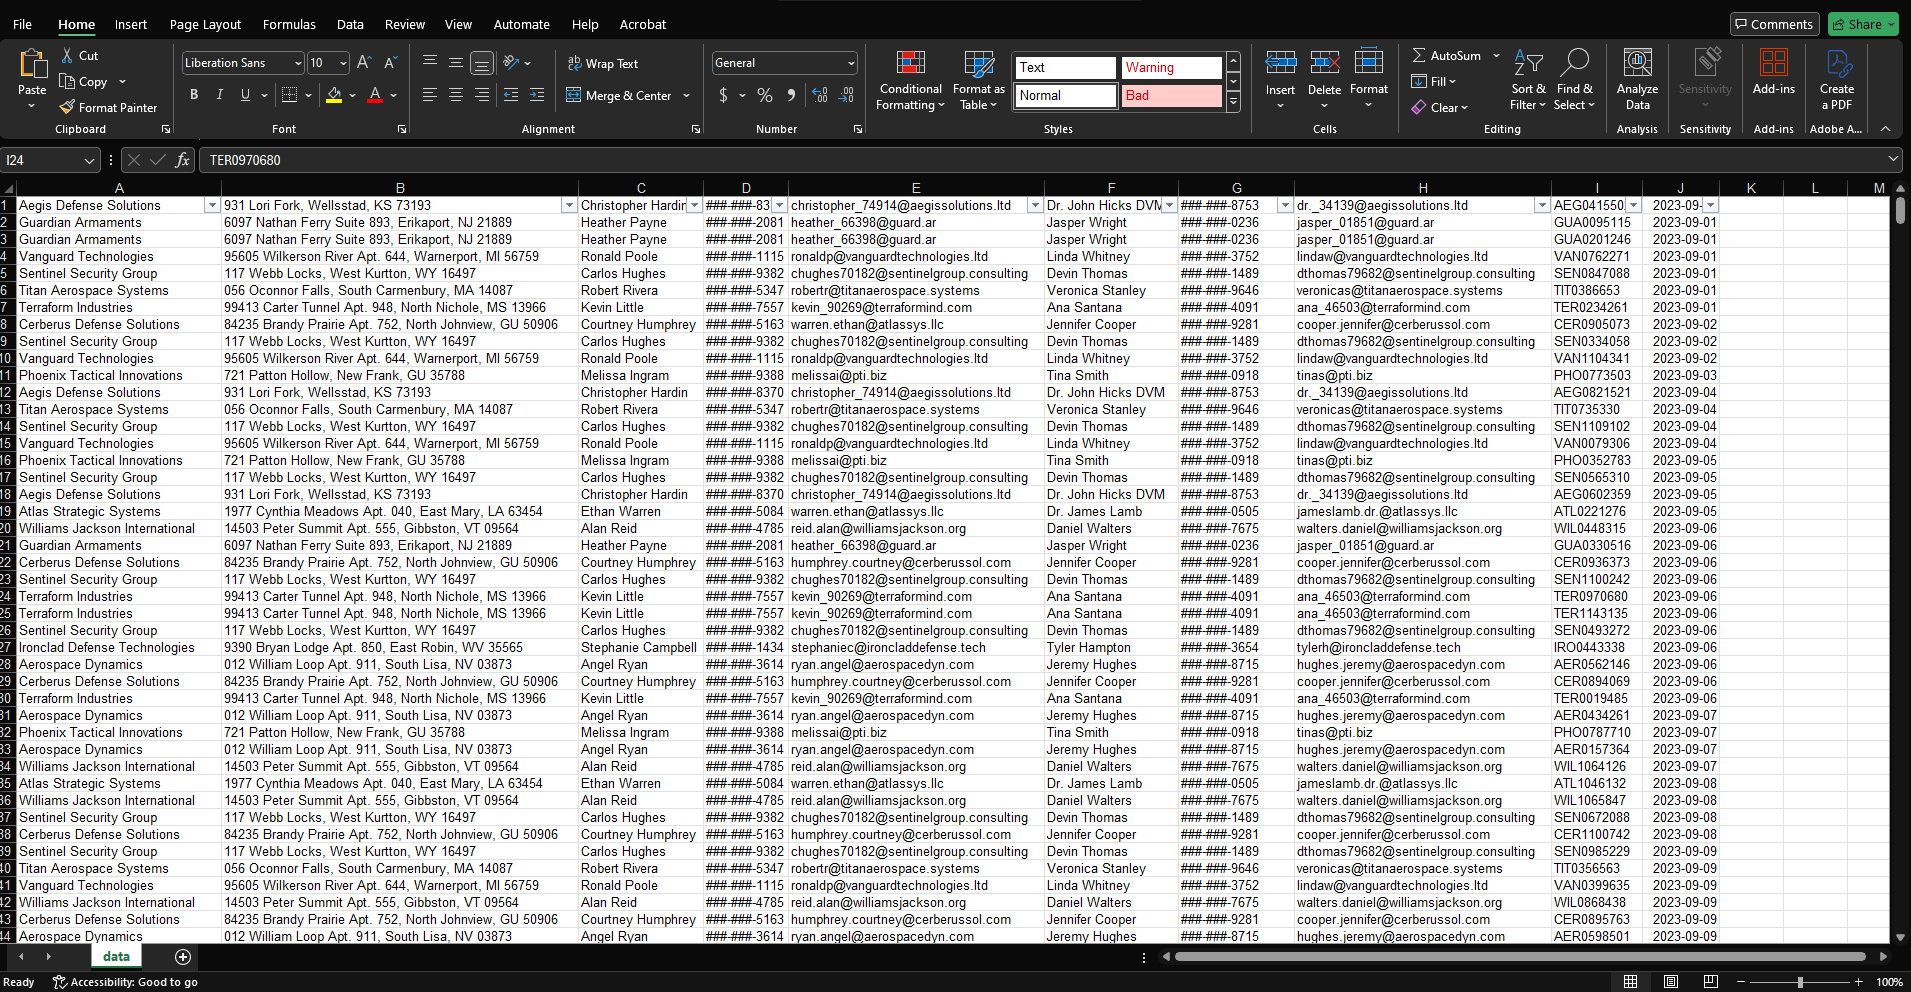 File Home Insert Page Layout Formulas Data Review View Automate Help Acrobat Comments Share
Paste Cut Copy Format Painter Clipboard
Liberation Sans 10 A A B I U A Font
Wrap Text Merge & Center Alignment
General $ % 9 .00 Number
Conditional Formatting Format as Table Text Warning Normal Bad Styles
Insert Delete Format Cells
AutoSum Fill Clear Sort & Filter Find & Select Editing
Analyze Data Analysis Sensitivity Sensitivity Add-ins Add-ins Create a PDF Adobe A...
I24 fx TER0970680
A B C D E F G H I J K L M
1 Aegis Defense Solutions 931 Lori Fork, Wellsstad, KS 73193 Christopher Hardin ###-###-83 christopher_74914@aegissolutions.ltd Dr. John Hicks DVM ###-###-8753 dr._34139@aegissolutions.ltd AEG041550 2023-09-
2 Guardian Armaments 6097 Nathan Ferry Suite 893, Erikaport, NJ 21889 Heather Payne ###-###-2081 heather_66398@guard.ar Jasper Wright ###-###-0236 jasper_01851@guard.ar GUA0095115 2023-09-01
3 Guardian Armaments 6097 Nathan Ferry Suite 893, Erikaport, NJ 21889 Heather Payne ###-###-2081 heather_66398@guard.ar Jasper Wright ###-###-0236 jasper_01851@guard.ar GUA0201246 2023-09-01
4 Vanguard Technologies 95605 Wilkerson River Apt. 644, Warnerport, MI 56759 Ronald Poole ###-###-1115 ronaldp@vanguardtechnologies.ltd Linda Whitney ###-###-3752 lindaw@vanguardtechnologies.ltd VAN0762271 2023-09-01
5 Sentinel Security Group 117 Webb Locks, West Kurtton, WY 16497 Carlos Hughes ###-###-9382 chughes70182@sentinelgroup.consulting Devin Thomas ###-###-1489 dthomas79682@sentinelgroup.consulting SEN0847088 2023-09-01
6 Titan Aerospace Systems 056 Oconnor Falls, South Carmenbury, MA 14087 Robert Rivera ###-###-5347 robertr@titanaerospace.systems Veronica Stanley ###-###-9646 veronicas@titanaerospace.systems TIT0386653 2023-09-01
7 Terraform Industries 99413 Carter Tunnel Apt. 948, North Nichole, MS 13966 Kevin Little ###-###-7557 kevin_90269@terraformind.com Ana Santana ###-###-4091 ana_46503@terraformind.com TER0234261 2023-09-01
8 Cerberus Defense Solutions 84235 Brandy Prairie Apt. 752, North Johnview, GU 50906 Courtney Humphrey ###-###-5163 warren.ethan@atlassys.llc Jennifer Cooper ###-###-9281 cooper.jennifer@cerberussol.com CER0905073 2023-09-02
9 Sentinel Security Group 117 Webb Locks, West Kurtton, WY 16497 Carlos Hughes ###-###-9382 chughes70182@sentinelgroup.consulting Devin Thomas ###-###-1489 dthomas79682@sentinelgroup.consulting SEN0334058 2023-09-02
10 Vanguard Technologies 95605 Wilkerson River Apt. 644, Warnerport, MI 56759 Ronald Poole ###-###-1115 ronaldp@vanguardtechnologies.ltd Linda Whitney ###-###-3752 lindaw@vanguardtechnologies.ltd VAN1104341 2023-09-02
11 Phoenix Tactical Innovations 721 Patton Hollow, New Frank, GU 35788 Melissa Ingram ###-###-9388 melissai@pti.biz Tina Smith ###-###-0918 tinas@pti.biz PHO0773503 2023-09-03
12 Aegis Defense Solutions 931 Lori Fork, Wellsstad, KS 73193 Christopher Hardin ###-###-8370 christopher_74914@aegissolutions.ltd Dr. John Hicks DVM ###-###-8753 dr._34139@aegissolutions.ltd AEG0821521 2023-09-04
13 Titan Aerospace Systems 056 Oconnor Falls, South Carmenbury, MA 14087 Robert Rivera ###-###-5347 robertr@titanaerospace.systems Veronica Stanley ###-###-9646 veronicas@titanaerospace.systems TIT0735330 2023-09-04
14 Sentinel Security Group 117 Webb Locks, West Kurtton, WY 16497 Carlos Hughes ###-###-9382 chughes70182@sentinelgroup.consulting Devin Thomas ###-###-1489 dthomas79682@sentinelgroup.consulting SEN1109102 2023-09-04
15 Vanguard Technologies 95605 Wilkerson River Apt. 644, Warnerport, MI 56759 Ronald Poole ###-###-1115 ronaldp@vanguardtechnologies.ltd Linda Whitney ###-###-3752 lindaw@vanguardtechnologies.ltd VAN0079306 2023-09-04
16 Phoenix Tactical Innovations 721 Patton Hollow, New Frank, GU 35788 Melissa Ingram ###-###-9388 melissai@pti.biz Tina Smith ###-###-0918 tinas@pti.biz PHO0352783 2023-09-05
17 Sentinel Security Group 117 Webb Locks, West Kurtton, WY 16497 Carlos Hughes ###-###-9382 chughes70182@sentinelgroup.consulting Devin Thomas ###-###-1489 dthomas79682@sentinelgroup.consulting SEN0565310 2023-09-05
18 Aegis Defense Solutions 931 Lori Fork, Wellsstad, KS 73193 Christopher Hardin ###-###-8370 christopher_74914@aegissolutions.ltd Dr. John Hicks DVM ###-###-8753 dr._34139@aegissolutions.ltd AEG0602359 2023-09-05
19 Atlas Strategic Systems 1977 Cynthia Meadows Apt. 040, East Mary, LA 63454 Ethan Warren ###-###-5084 warren.ethan@atlassys.llc Dr. James Lamb ###-###-0505 jameslamb.dr.@atlassys.llc ATL0221276 2023-09-05
20 Williams Jackson International 14503 Peter Summit Apt. 555, Gibbston, VT 09564 Alan Reid ###-###-4785 reid.alan@williamsjackson.org Daniel Walters ###-###-7675 walters.daniel@williamsjackson.org WIL0448315 2023-09-06
21 Guardian Armaments 6097 Nathan Ferry Suite 893, Erikaport, NJ 21889 Heather Payne ###-###-2081 heather_66398@guard.ar Jasper Wright ###-###-0236 jasper_01851@guard.ar GUA0330516 2023-09-06
22 Cerberus Defense Solutions 84235 Brandy Prairie Apt. 752, North Johnview, GU 50906 Courtney Humphrey ###-###-5163 humphrey.courtney@cerberussol.com Jennifer Cooper ###-###-9281 cooper.jennifer@cerberussol.com CER0936373 2023-09-06
23 Sentinel Security Group 117 Webb Locks, West Kurtton, WY 16497 Carlos Hughes ###-###-9382 chughes70182@sentinelgroup.consulting Devin Thomas ###-###-1489 dthomas79682@sentinelgroup.consulting SEN1100242 2023-09-06
24 Terraform Industries 99413 Carter Tunnel Apt. 948, North Nichole, MS 13966 Kevin Little ###-###-7557 kevin_90269@terraformind.com Ana Santana ###-###-4091 ana_46503@terraformind.com TER0970680 2023-09-06
25 Terraform Industries 99413 Carter Tunnel Apt. 948, North Nichole, MS 13966 Kevin Little ###-###-7557 kevin_90269@terraformind.com Ana Santana ###-###-4091 ana_46503@terraformind.com TER1143135 2023-09-06
26 Sentinel Security Group 117 Webb Locks, West Kurtton, WY 16497 Carlos Hughes ###-###-9382 chughes70182@sentinelgroup.consulting Devin Thomas ###-###-1489 dthomas79682@sentinelgroup.consulting SEN0493272 2023-09-06
27 Ironclad Defense Technologies 9390 Bryan Lodge Apt. 850, East Robin, WV 35565 Stephanie Campbell ###-###-1434 stephaniec@ironcladdefense.tech Tyler Hampton ###-###-3654 tylerh@ironcladdefense.tech IRO0443338 2023-09-06
28 Aerospace Dynamics 012 William Loop Apt. 911, South Lisa, NV 03873 Angel Ryan ###-###-3614 ryan.angel@aerospacedyn.com Jeremy Hughes ###-###-8715 hughes.jeremy@aerospacedyn.com AER0562146 2023-09-06
29 Cerberus Defense Solutions 84235 Brandy Prairie Apt. 752, North Johnview, GU 50906 Courtney Humphrey ###-###-5163 humphrey.courtney@cerberussol.com Jennifer Cooper ###-###-9281 cooper.jennifer@cerberussol.com CER0894069 2023-09-06
30 Terraform Industries 99413 Carter Tunnel Apt. 948, North Nichole, MS 13966 Kevin Little ###-###-7557 kevin_90269@terraformind.com Ana Santana ###-###-4091 ana_46503@terraformind.com TER0019485 2023-09-06
31 Aerospace Dynamics 012 William Loop Apt. 911, South Lisa, NV 03873 Angel Ryan ###-###-3614 ryan.angel@aerospacedyn.com Jeremy Hughes ###-###-8715 hughes.jeremy@aerospacedyn.com AER0434261 2023-09-07
32 Phoenix Tactical Innovations 721 Patton Hollow, New Frank, GU 35788 Melissa Ingram ###-###-9388 melissai@pti.biz Tina Smith ###-###-0918 tinas@pti.biz PHO0787710 2023-09-07
33 Aerospace Dynamics 012 William Loop Apt. 911, South Lisa, NV 03873 Angel Ryan ###-###-3614 ryan.angel@aerospacedyn.com Jeremy Hughes ###-###-8715 hughes.jeremy@aerospacedyn.com AER0157364 2023-09-07
34 Williams Jackson International 14503 Peter Summit Apt. 555, Gibbston, VT 09564 Alan Reid ###-###-4785 reid.alan@williamsjackson.org Daniel Walters ###-###-7675 walters.daniel@williamsjackson.org WIL1064126 2023-09-07
35 Atlas Strategic Systems 1977 Cynthia Meadows Apt. 040, East Mary, LA 63454 Ethan Warren ###-###-5084 warren.ethan@atlassys.llc Dr. James Lamb ###-###-0505 jameslamb.dr.@atlassys.llc ATL1046132 2023-09-08
36 Williams Jackson International 14503 Peter Summit Apt. 555, Gibbston, VT 09564 Alan Reid ###-###-4785 reid.alan@williamsjackson.org Daniel Walters ###-###-7675 walters.daniel@williamsjackson.org WIL1065847 2023-09-08
37 Sentinel Security Group 117 Webb Locks, West Kurtton, WY 16497 Carlos Hughes ###-###-9382 chughes70182@sentinelgroup.consulting Devin Thomas ###-###-1489 dthomas79682@sentinelgroup.consulting SEN0672088 2023-09-08
38 Cerberus Defense Solutions 84235 Brandy Prairie Apt. 752, North Johnview, GU 50906 Courtney Humphrey ###-###-5163 humphrey.courtney@cerberussol.com Jennifer Cooper ###-###-9281 cooper.jennifer@cerberussol.com CER1100742 2023-09-08
39 Sentinel Security Group 117 Webb Locks, West Kurtton, WY 16497 Carlos Hughes ###-###-9382 chughes70182@sentinelgroup.consulting Devin Thomas ###-###-1489 dthomas79682@sentinelgroup.consulting SEN0985229 2023-09-09
40 Titan Aerospace Systems 056 Oconnor Falls, South Carmenbury, MA 14087 Robert Rivera ###-###-5347 robertr@titanaerospace.systems Veronica Stanley ###-###-9646 veronicas@titanaerospace.systems TIT0356563 2023-09-09
41 Vanguard Technologies 95605 Wilkerson River Apt. 644, Warnerport, MI 56759 Ronald Poole ###-###-1115 ronaldp@vanguardtechnologies.ltd Linda Whitney ###-###-3752 lindaw@vanguardtechnologies.ltd VAN0399635 2023-09-09
42 Williams Jackson International 14503 Peter Summit Apt. 555, Gibbston, VT 09564 Alan Reid ###-###-4785 reid.alan@williamsjackson.org Daniel Walters ###-###-7675 walters.daniel@williamsjackson.org WIL0868438 2023-09-09
43 Cerberus Defense Solutions 84235 Brandy Prairie Apt. 752, North Johnview, GU 50906 Courtney Humphrey ###-###-5163 humphrey.courtney@cerberussol.com Jennifer Cooper ###-###-9281 cooper.jennifer@cerberussol.com CER0895763 2023-09-09
44 Aerospace Dynamics 012 William Loop Apt. 911, South Lisa, NV 03873 Angel Ryan ###-###-3614 ryan.angel@aerospacedyn.com Jeremy Hughes ###-###-8715 hughes.jeremy@aerospacedyn.com AER0598501 2023-09-09
data
Ready Accessibility: Good to go 100%